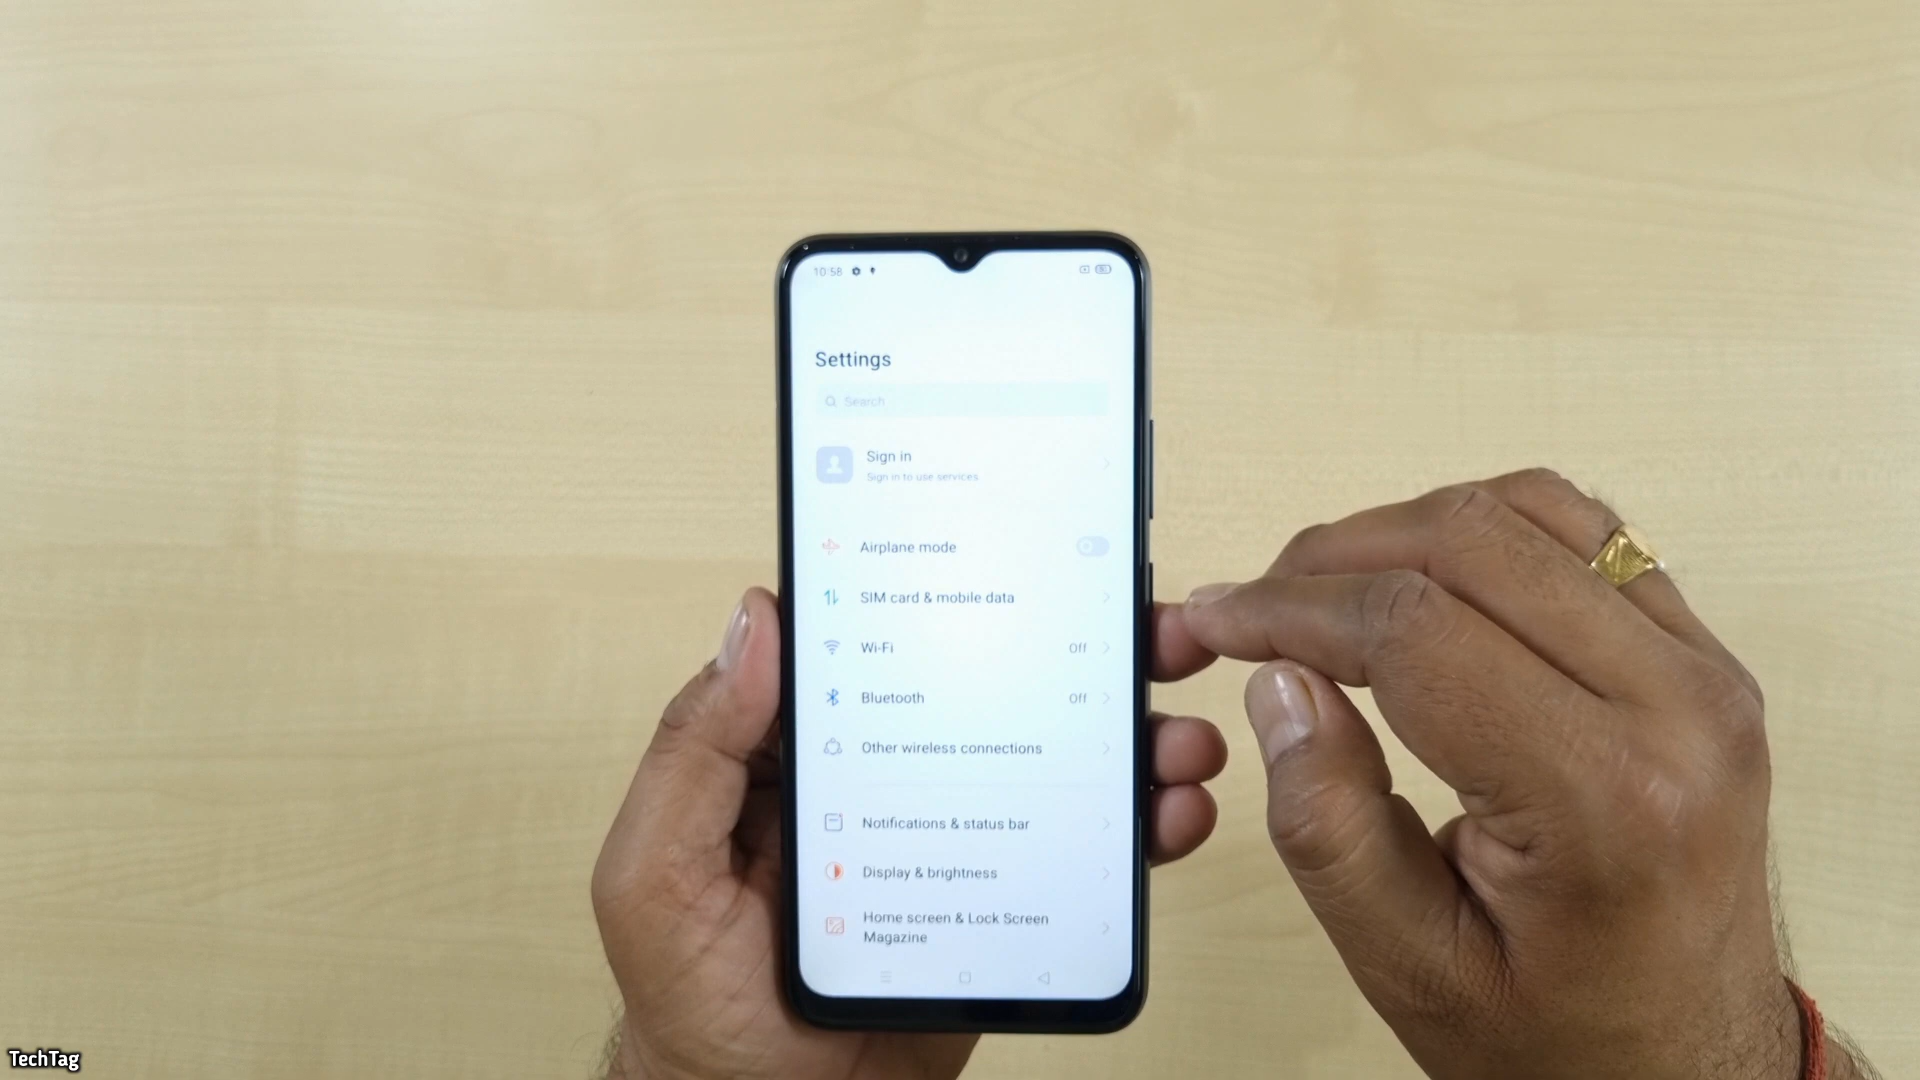 10:58
Settings
Search
Sign in
Sign in to use services
Airplane mode
SIM card & mobile data
Wi-Fi
Off
Bluetooth
Off
Other wireless connections
Notifications & status bar
Display & brightness
Home screen & Lock Screen
Magazine
TechTag